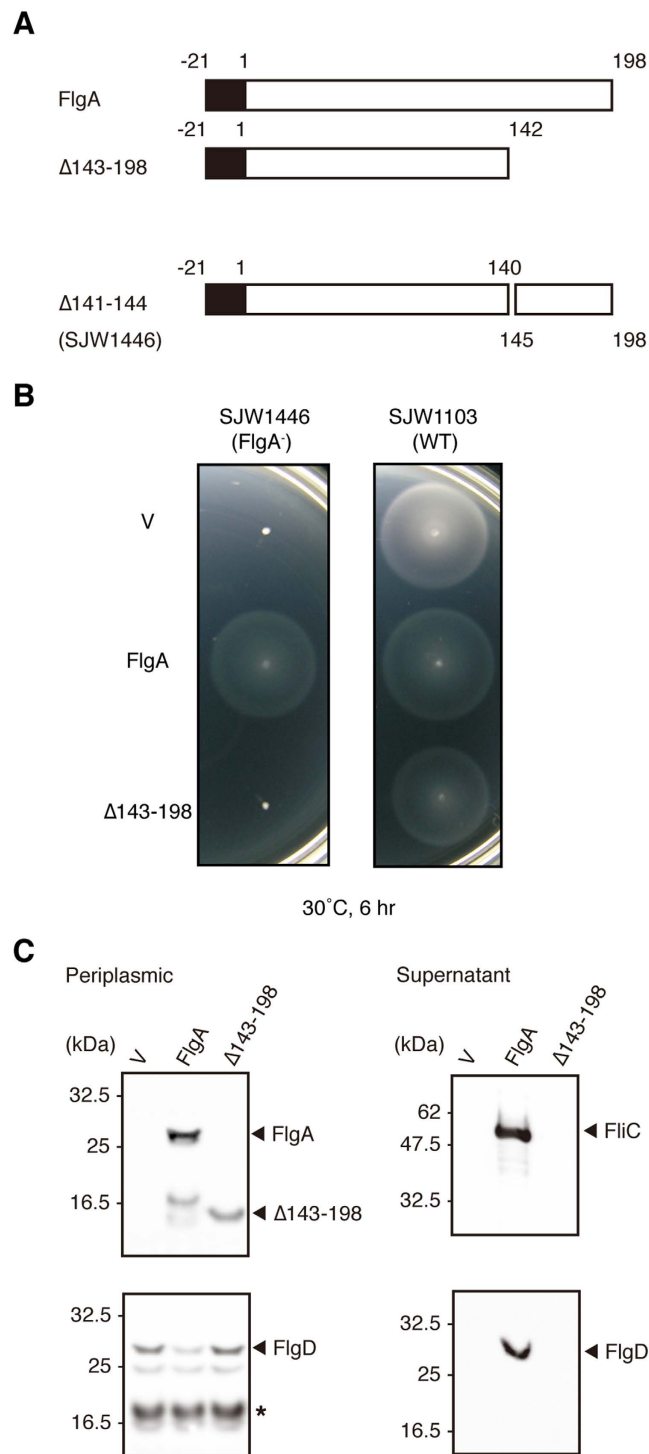 A
-21 1 198
FlgA
-21 1 142
Δ143-198
-21 1 140
Δ141-144
(SJW1446) 145 198
B
SJW1446 SJW1103
(FlgA-) (WT)
V
FlgA
Δ143-198
30˚C, 6 hr
C
Periplasmic Supernatant
(kDa) V FlgA Δ143-198 (kDa) V FlgA Δ143-198
32.5 62
FlgA FliC
25 47.5
16.5 32.5
Δ143-198
32.5 32.5
FlgD FlgD
25 25
*
16.5 16.5